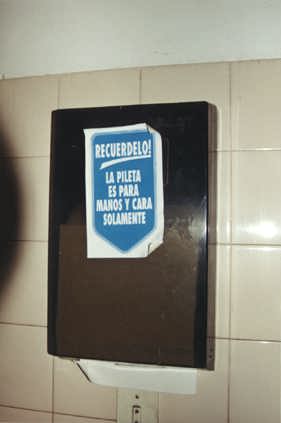 RECUERDELO!
LA PILETA
ES PARA
MANOS Y CARA
SOLAMENTE